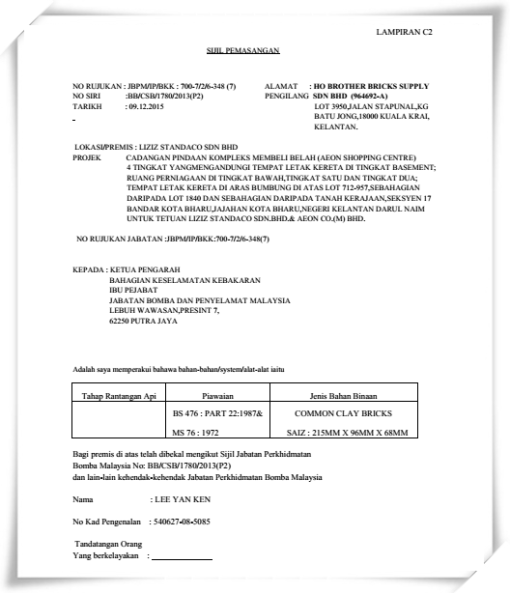 LAMPIRAN C2
SIJIL PEMASANGAN
NO RUJUKAN : JBPM/IP/BKK : 700-7/2/6-348 (7) ALAMAT : HO BROTHER BRICKS SUPPLY
NO SIRI :BB/CSB/1780/2013(P2) PENGILANG SDN BHD (964692-A)
TARIKH : 09.12.2015 LOT 3950,JALAN STAPUNAL,KG
- BATU JONG,18000 KUALA KRAI,
KELANTAN.
LOKASI/PREMIS : LIZIZ STANDACO SDN BHD
PROJEK CADANGAN PINDAAN KOMPLEKS MEMBELI BELAH (AEON SHOPPING CENTRE)
4 TINGKAT YANGMENGANDUNGI TEMPAT LETAK KERETA DI TINGKAT BASEMENT;
RUANG PERNIAGAAN DI TINGKAT BAWAH,TINGKAT SATU DAN TINGKAT DUA;
TEMPAT LETAK KERETA DI ARAS BUMBUNG DI ATAS LOT 712-957,SEBAHAGIAN
DARIPADA LOT 1840 DAN SEBAHAGIAN DARIPADA TANAH KERAJAAN,SEKSYEN 17
BANDAR KOTA BHARU,JAJAHAN KOTA BHARU,NEGERI KELANTAN DARUL NAIM
UNTUK TETUAN LIZIZ STANDACO SDN.BHD.& AEON CO.(M) BHD.
NO RUJUKAN JABATAN :JBPM/IP/BKK:700-7/2/6-348(7)
KEPADA : KETUA PENGARAH
BAHAGIAN KESELAMATAN KEBAKARAN
IBU PEJABAT
JABATAN BOMBA DAN PENYELAMAT MALAYSIA
LEBUH WAWASAN,PRESINT 7,
62250 PUTRA JAYA
Adalah saya memperakui bahawa bahan-bahan/system/alat-alat iaitu
Tahap Rantangan Api Piawaian Jenis Bahan Binaan
BS 476 : PART 22:1987& COMMON CLAY BRICKS
MS 76 : 1972 SAIZ : 215MM X 96MM X 68MM
Bagi premis di atas telah dibekal mengikut Sijil Jabatan Perkhidmatan
Bomba Malaysia No: BB/CSB/1780/2013(P2)
dan lain-lain kehendak-kehendak Jabatan Perkhidmatan Bomba Malaysia
Nama : LEE YAN KEN
No Kad Pengenalan : 540627-08-5085
Tandatangan Orang
Yang berkelayakan :